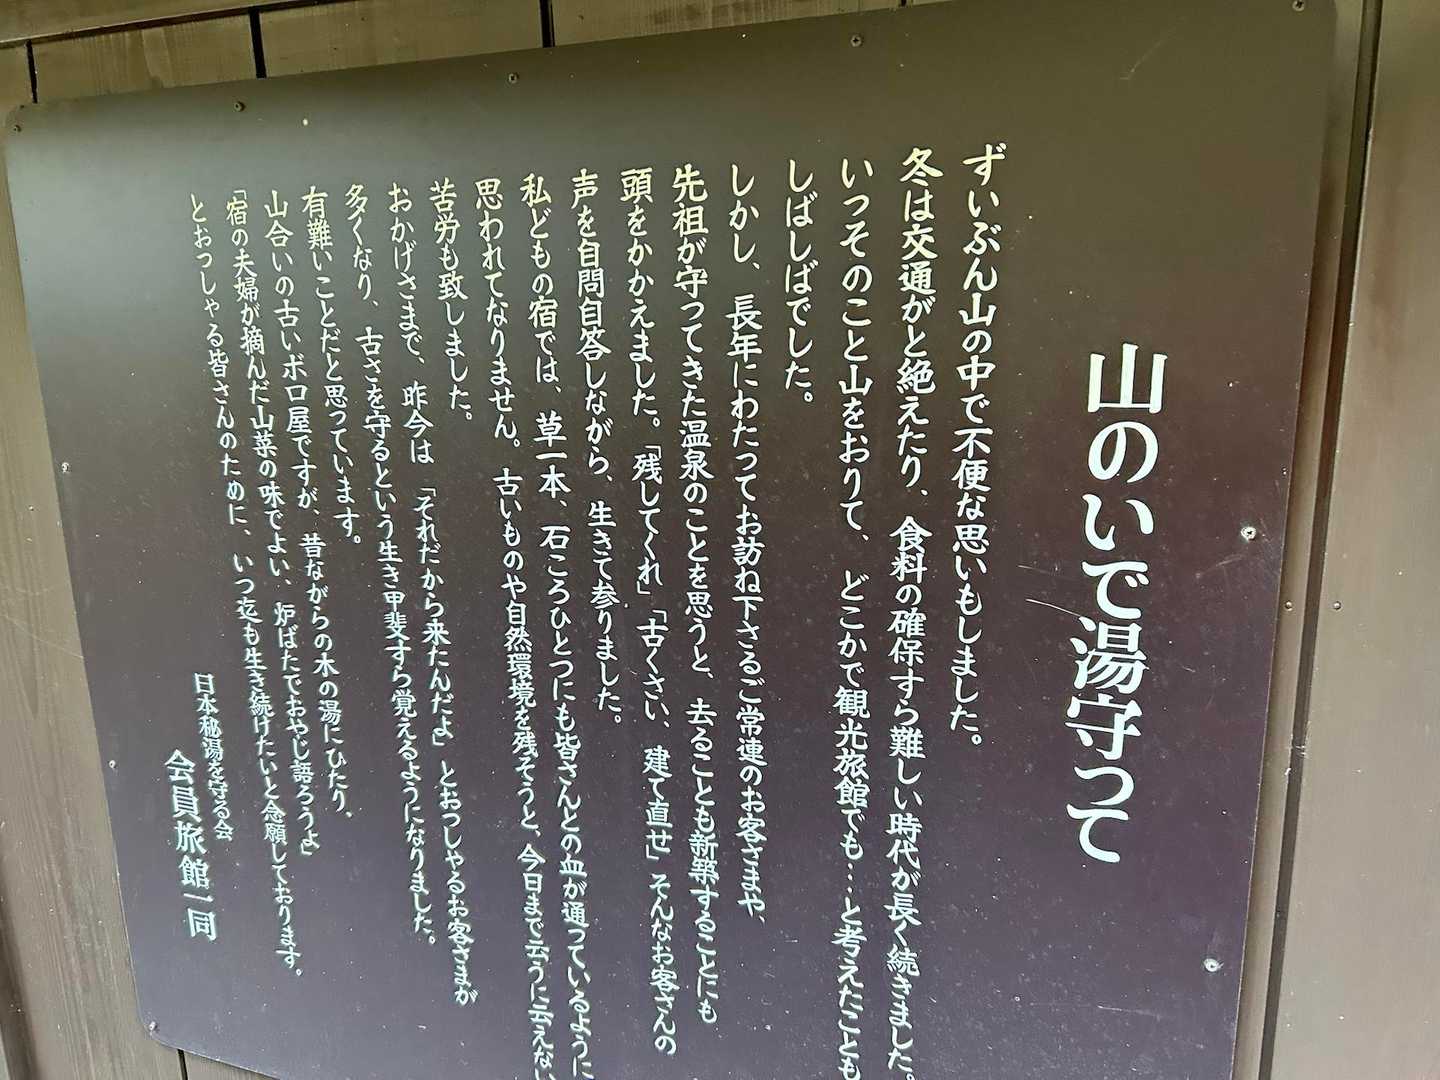 山のいで湯守って
ずいぶん山の中で不便な思いもしました。
冬は交通がと絶えたり、食料の確保すら難しい時代が長く続きました。
いっそのこと山をおりて、どこかで観光旅館でも…と考えたことも
しばしばでした。
しかし、長年にわたってお訪ね下さるご常連のお客さまや、
先祖が守ってきた温泉のことを思うと、去ることも新築することにも
頭をかかえました。「残してくれ」「古くさい、建て直せ」そんなお客さんの
声を自問自答しながら、生きて参りました。
私どもの宿では、草一本、石ころひとつにも皆さんとの血が通っているように
思われてなりません。古いものや自然環境を残そうと、今日まで云うに云えない
苦労も致しました。
おかげさまで、昨今は「それだから来たんだよ」とおっしゃるお客さまが
多くなり、古さを守るという生き甲斐すら覚えるようになりました。
有難いことだと思っています。
山合いの古いボロ屋ですが、昔ながらの木の湯にひたり、
「宿の夫婦が摘んだ山菜の味でよい、炉ばたでおやじ語ろうよ」
とおっしゃる皆さんのために、いつ迄も生き続けたいと念願しております。
日本秘湯を守る会
会員旅館一同